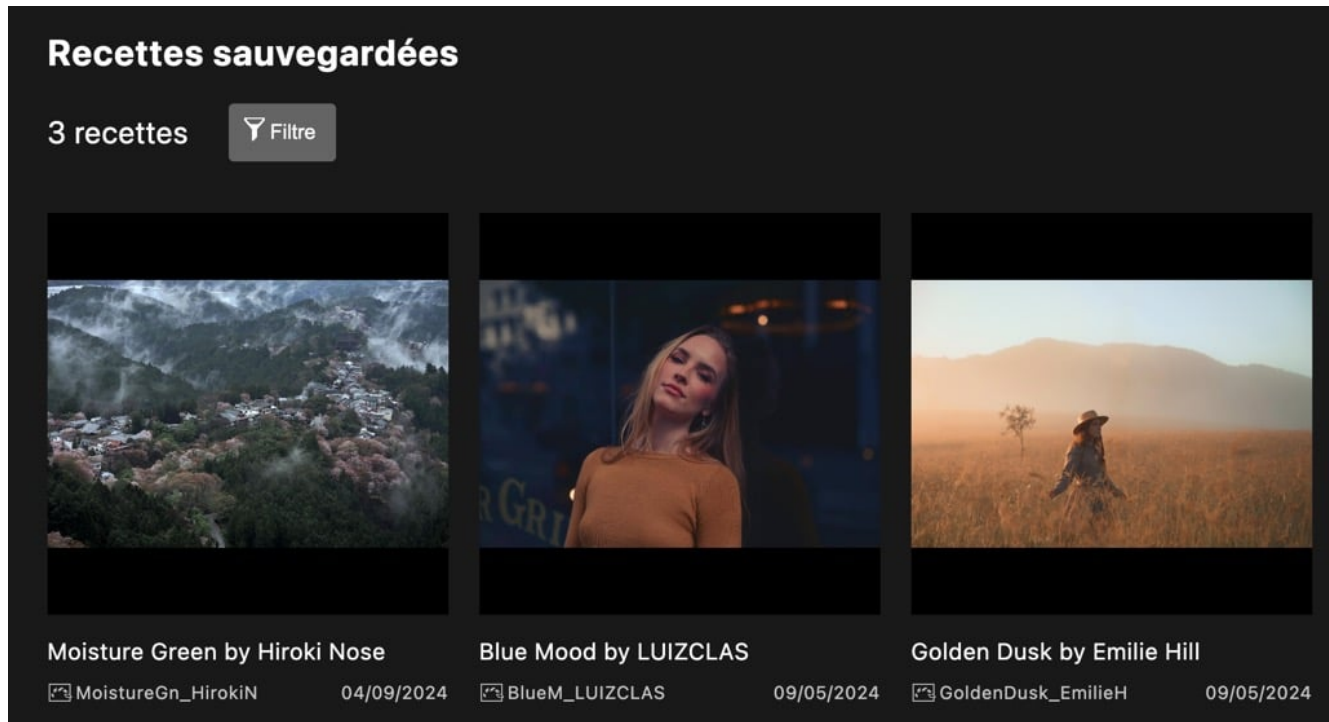 Recettes sauvegardées
3 recettes
Filtre
R GRI
Moisture Green by Hiroki Nose
MoistureGn_HirokiN
04/09/2024
Blue Mood by LUIZCLAS
BlueM_LUIZCLAS
09/05/2024
Golden Dusk by Emilie Hill
GoldenDusk_EmilieH
09/05/2024